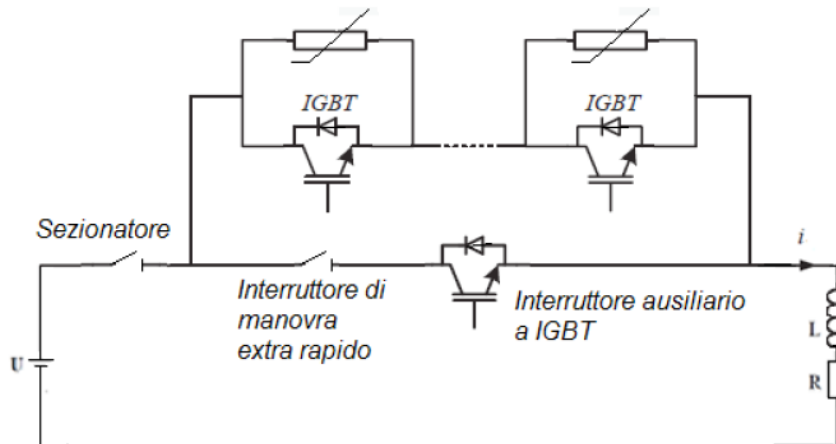 IGBT
IGBT
Sezionatore
i
Interruttore di
manovra
extra rapido
Interruttore ausiliario
a IGBT
L
U
R